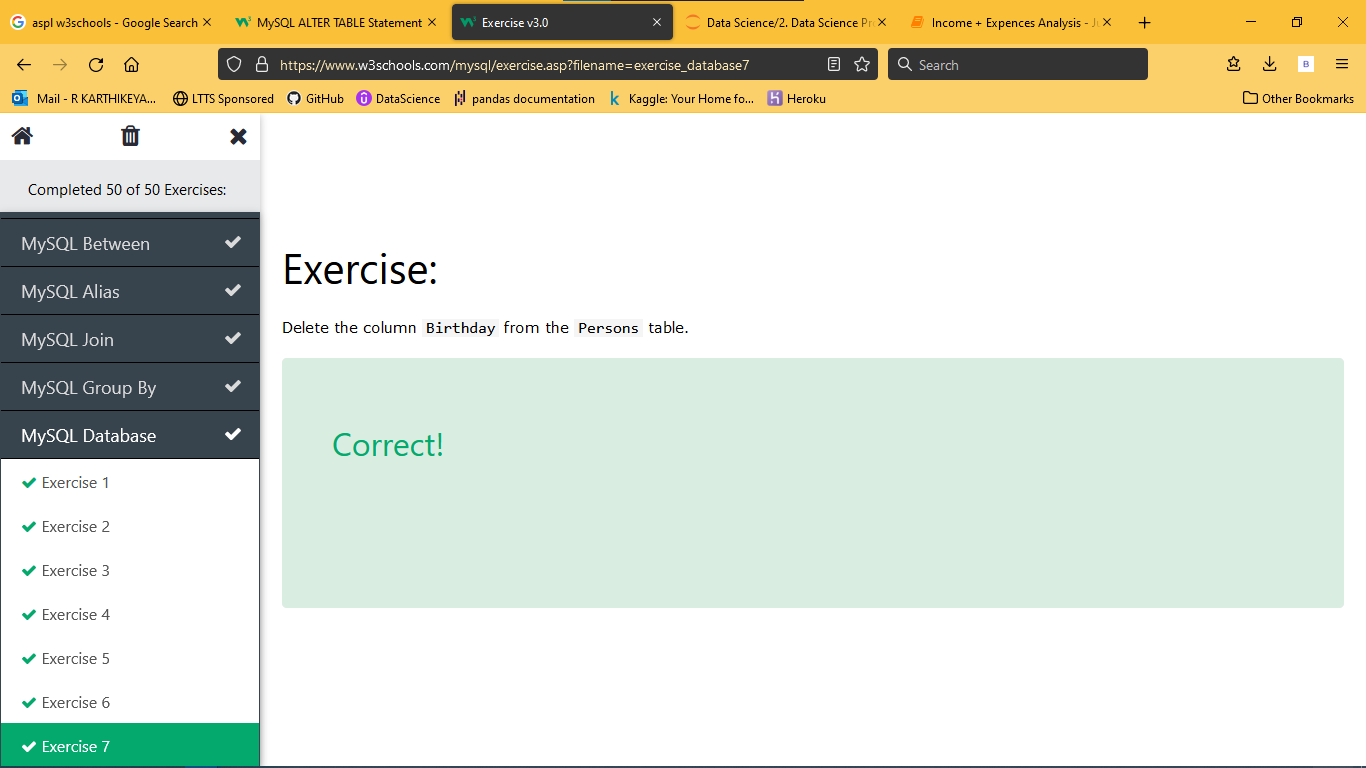 aspl w3schools - Google Search
MySQL ALTER TABLE Statement
Exercise v3.0
Data Science/2. Data Science Pr
Income + Expences Analysis - Ju
https://www.w3schools.com/mysql/exercise.asp?filename=exercise_database7
Search
Mail - R KARTHIKEYA...
LTTS Sponsored
GitHub
DataScience
pandas documentation
Kaggle: Your Home fo...
Heroku
Other Bookmarks
Completed 50 of 50 Exercises:
MySQL Between
MySQL Alias
MySQL Join
MySQL Group By
MySQL Database
Exercise 1
Exercise 2
Exercise 3
Exercise 4
Exercise 5
Exercise 6
Exercise 7
Exercise:
Delete the column Birthday from the Persons table.
Correct!